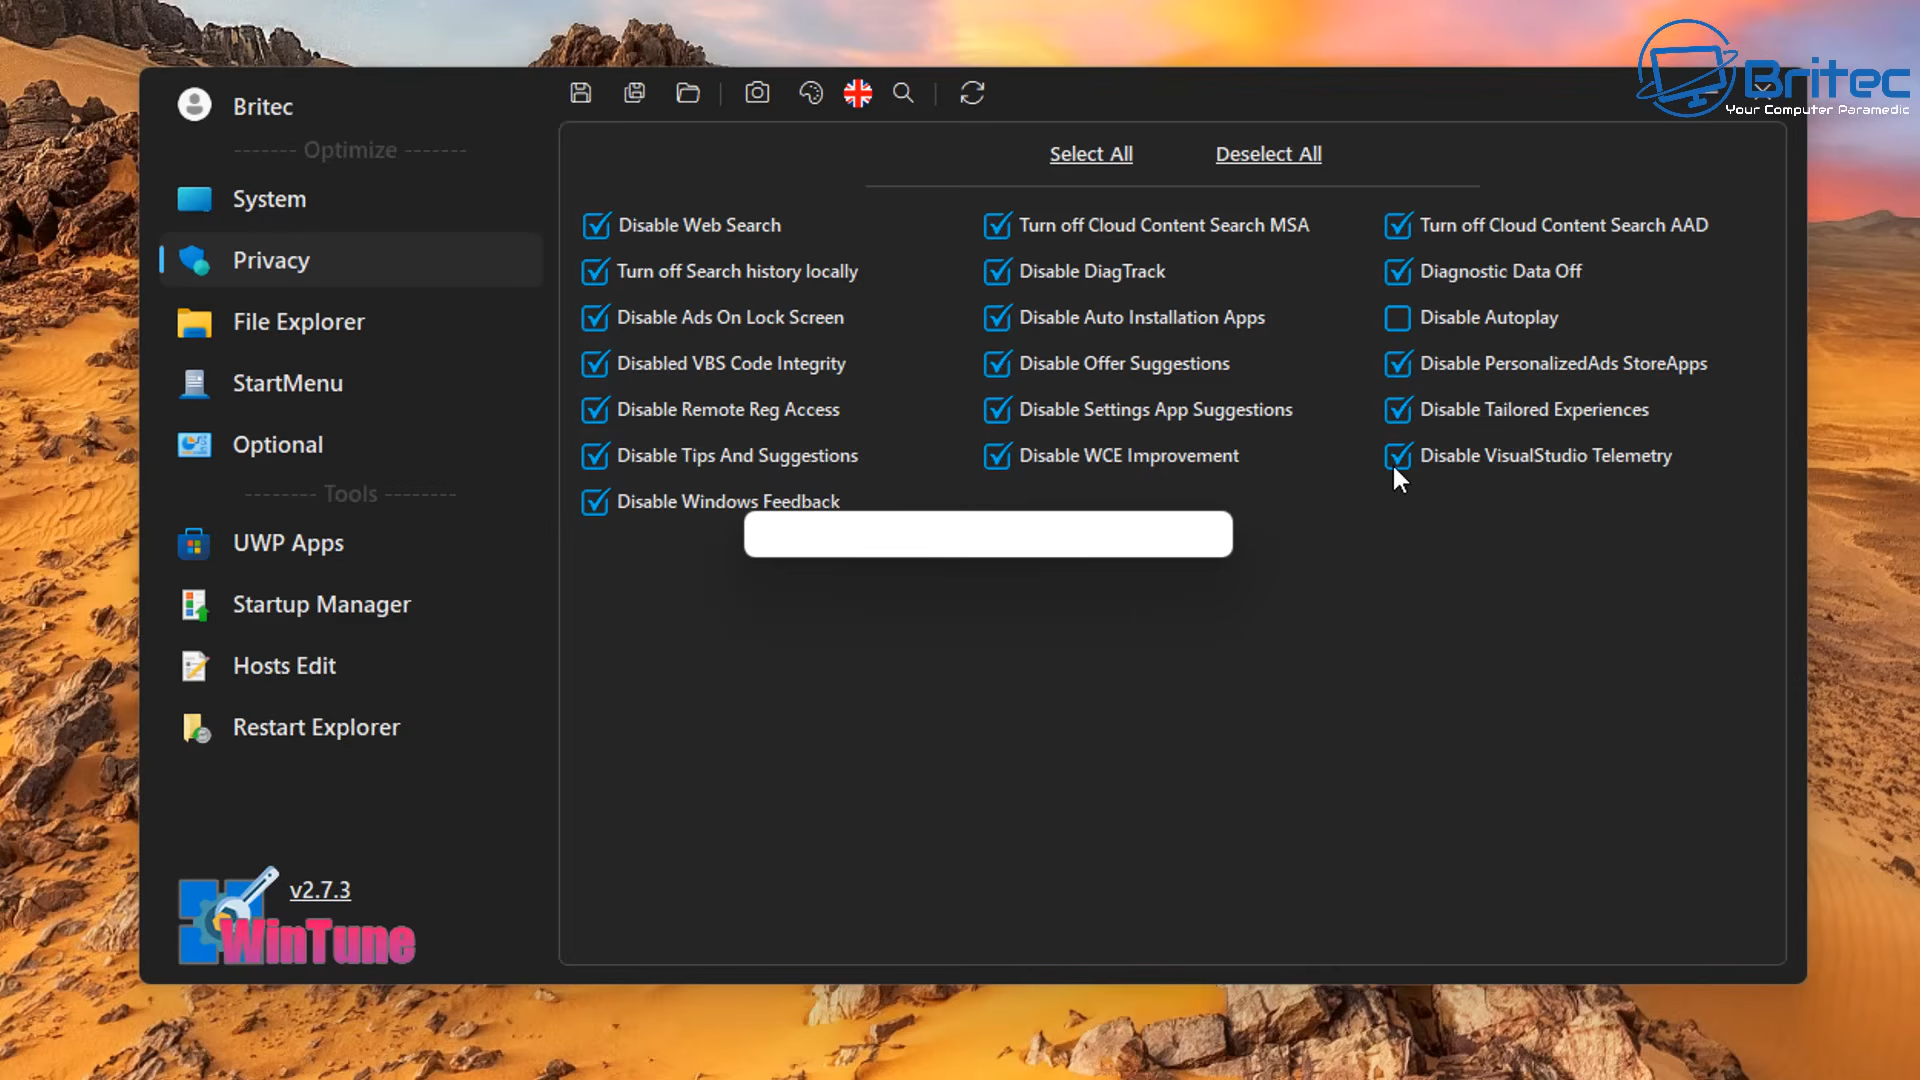 Britec
Your Computer Paramedic
Britec
------- Optimize -------
System
Privacy
File Explorer
StartMenu
Optional
-------- Tools --------
UWP Apps
Startup Manager
Hosts Edit
Restart Explorer
v2.7.3
WinTune
Select All
Deselect All
Disable Web Search
Turn off Cloud Content Search MSA
Turn off Cloud Content Search AAD
Turn off Search history locally
Disable DiagTrack
Diagnostic Data Off
Disable Ads On Lock Screen
Disable Auto Installation Apps
Disable Autoplay
Disabled VBS Code Integrity
Disable Offer Suggestions
Disable PersonalizedAds StoreApps
Disable Remote Reg Access
Disable Settings App Suggestions
Disable Tailored Experiences
Disable Tips And Suggestions
Disable WCE Improvement
Disable VisualStudio Telemetry
Disable Windows Feedback